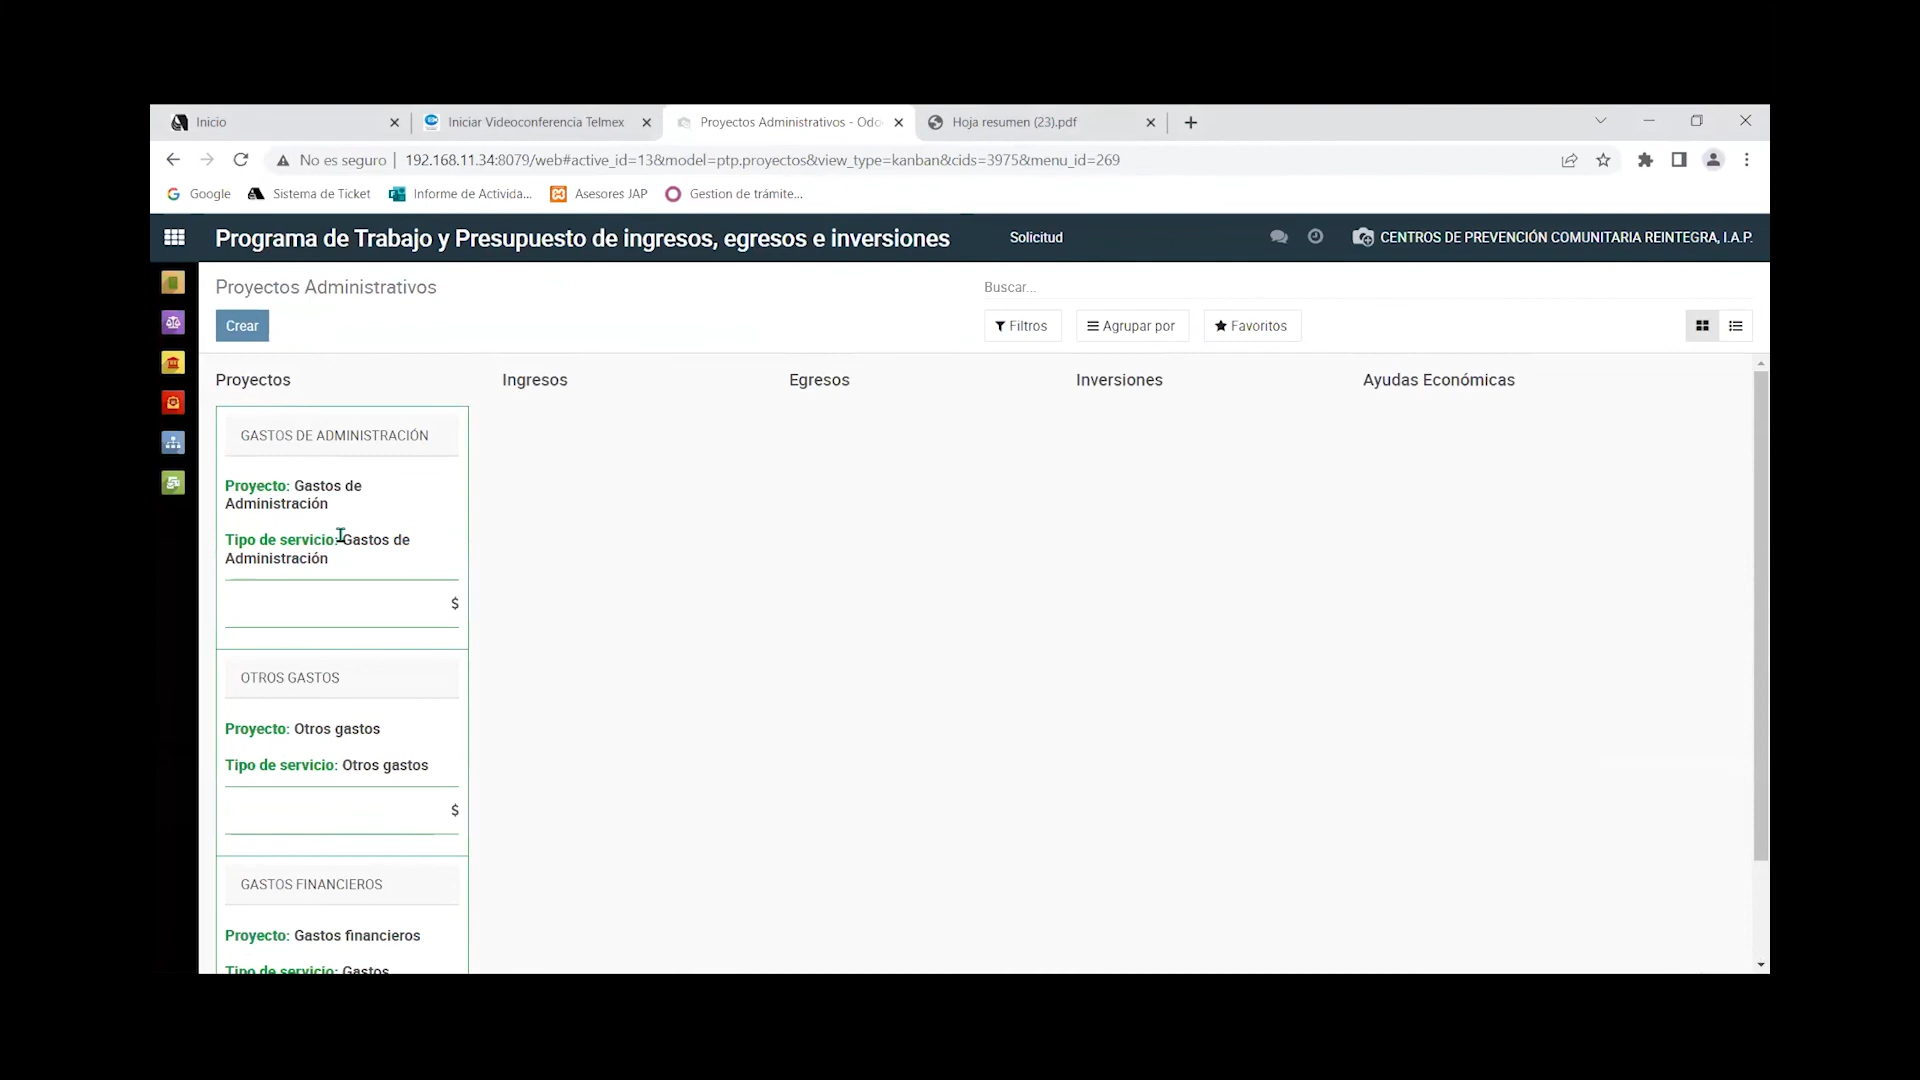 Inicio
Iniciar Videoconferencia Telmex
Proyectos Administrativos - Odo
Hoja resumen (23).pdf
No es seguro | 192.168.11.34:8079/web#active_id=13&model=ptp.proyectos&view_type=kanban&cids=3975&menu_id=269
Google
Sistema de Ticket
Informe de Activida...
Asesores JAP
Gestion de trámite...
Programa de Trabajo y Presupuesto de ingresos, egresos e inversiones
Solicitud
CENTROS DE PREVENCIÓN COMUNITARIA REINTEGRA, I.A.P.
Proyectos Administrativos
Buscar...
Crear
Filtros
Agrupar por
Favoritos
Proyectos
Ingresos
Egresos
Inversiones
Ayudas Económicas
GASTOS DE ADMINISTRACIÓN
Proyecto: Gastos de
Administración
Tipo de servicio: Gastos de
Administración
$
OTROS GASTOS
Proyecto: Otros gastos
Tipo de servicio: Otros gastos
$
GASTOS FINANCIEROS
Proyecto: Gastos financieros
Tipo de servicio: Gastos